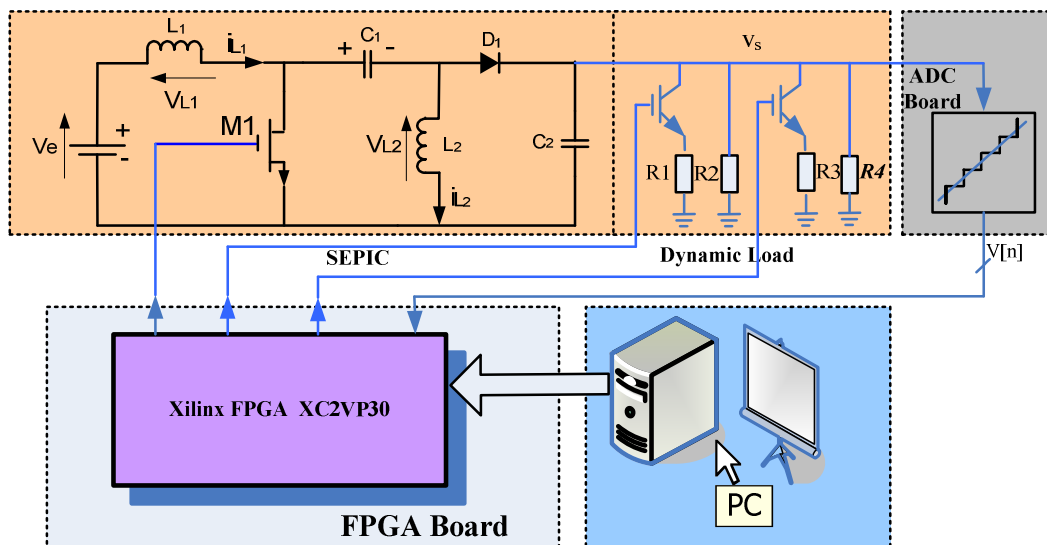 L1
iL1
C1
+ -
D1
vs
VL1
M1
Ve
+
-
VL2
L2
C2
iL2
R1
R2
R3
R4
ADC
Board
V[n]
SEPIC
Dynamic Load
Xilinx FPGA XC2VP30
FPGA Board
PC